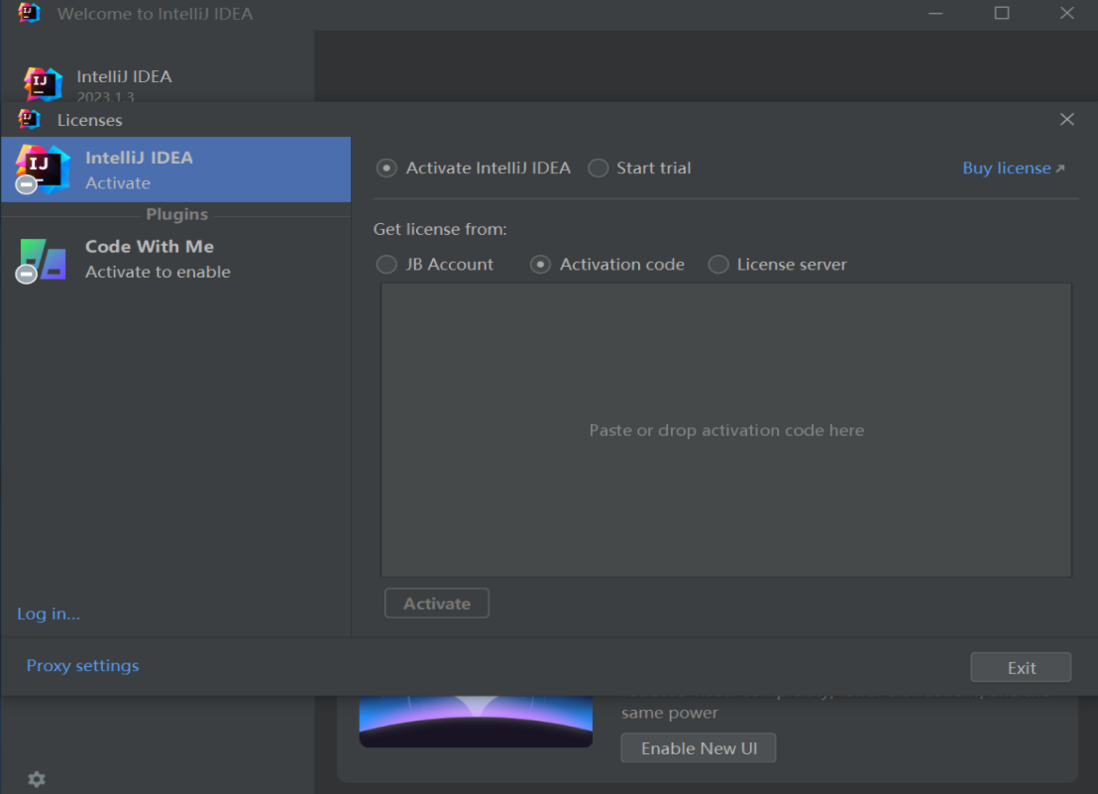 Welcome to IntelliJ IDEA
IntelliJ IDEA
2023.1.3
Licenses
IntelliJ IDEA
Activate
Plugins
Code With Me
Activate to enable
Log in...
Proxy settings
Activate IntelliJ IDEA
Start trial
Buy license
Get license from:
JB Account
Activation code
License server
Paste or drop activation code here
Activate
Exit
same power
Enable New UI